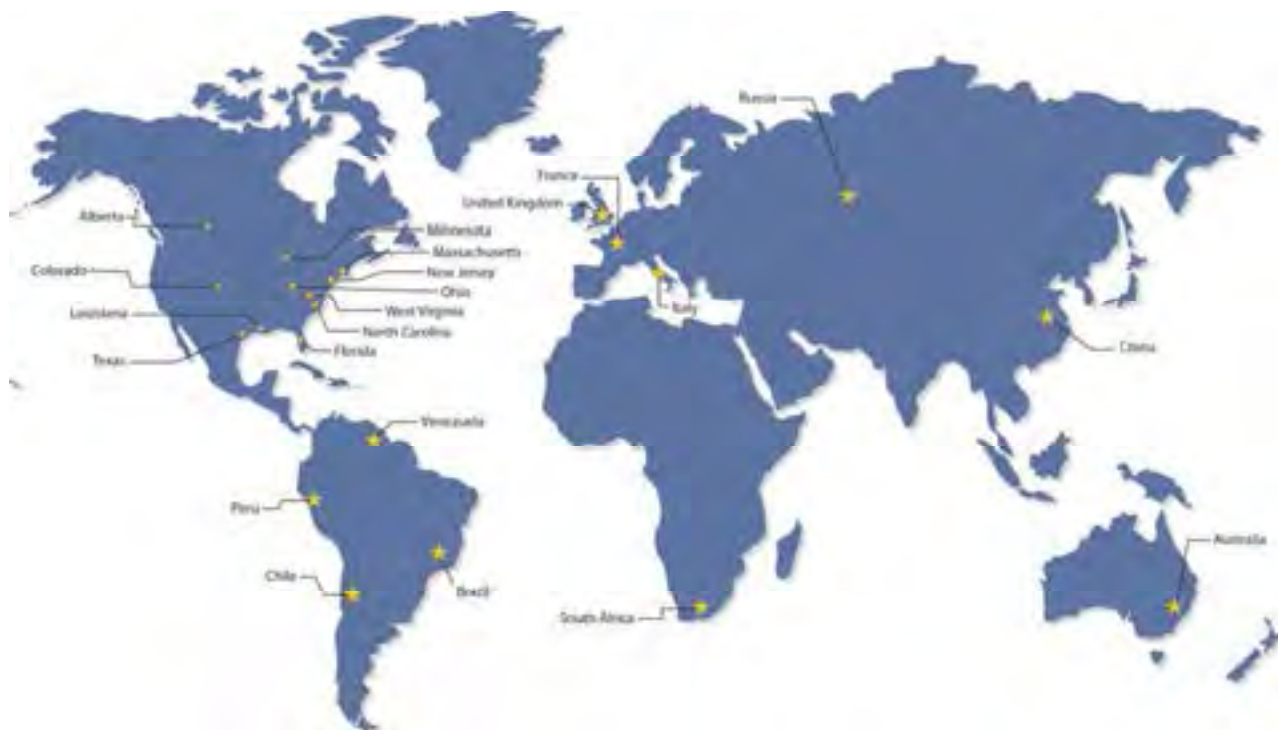 Russia
France
United Kingdom
Alberta
Minnesota
Massachusetts
Colorado
New Jersey
Ohio
Louisiana
West Virginia
Italy
North Carolina
Florida
Texas
China
Venezuela
Peru
Australia
Chile
Brazil
South Africa